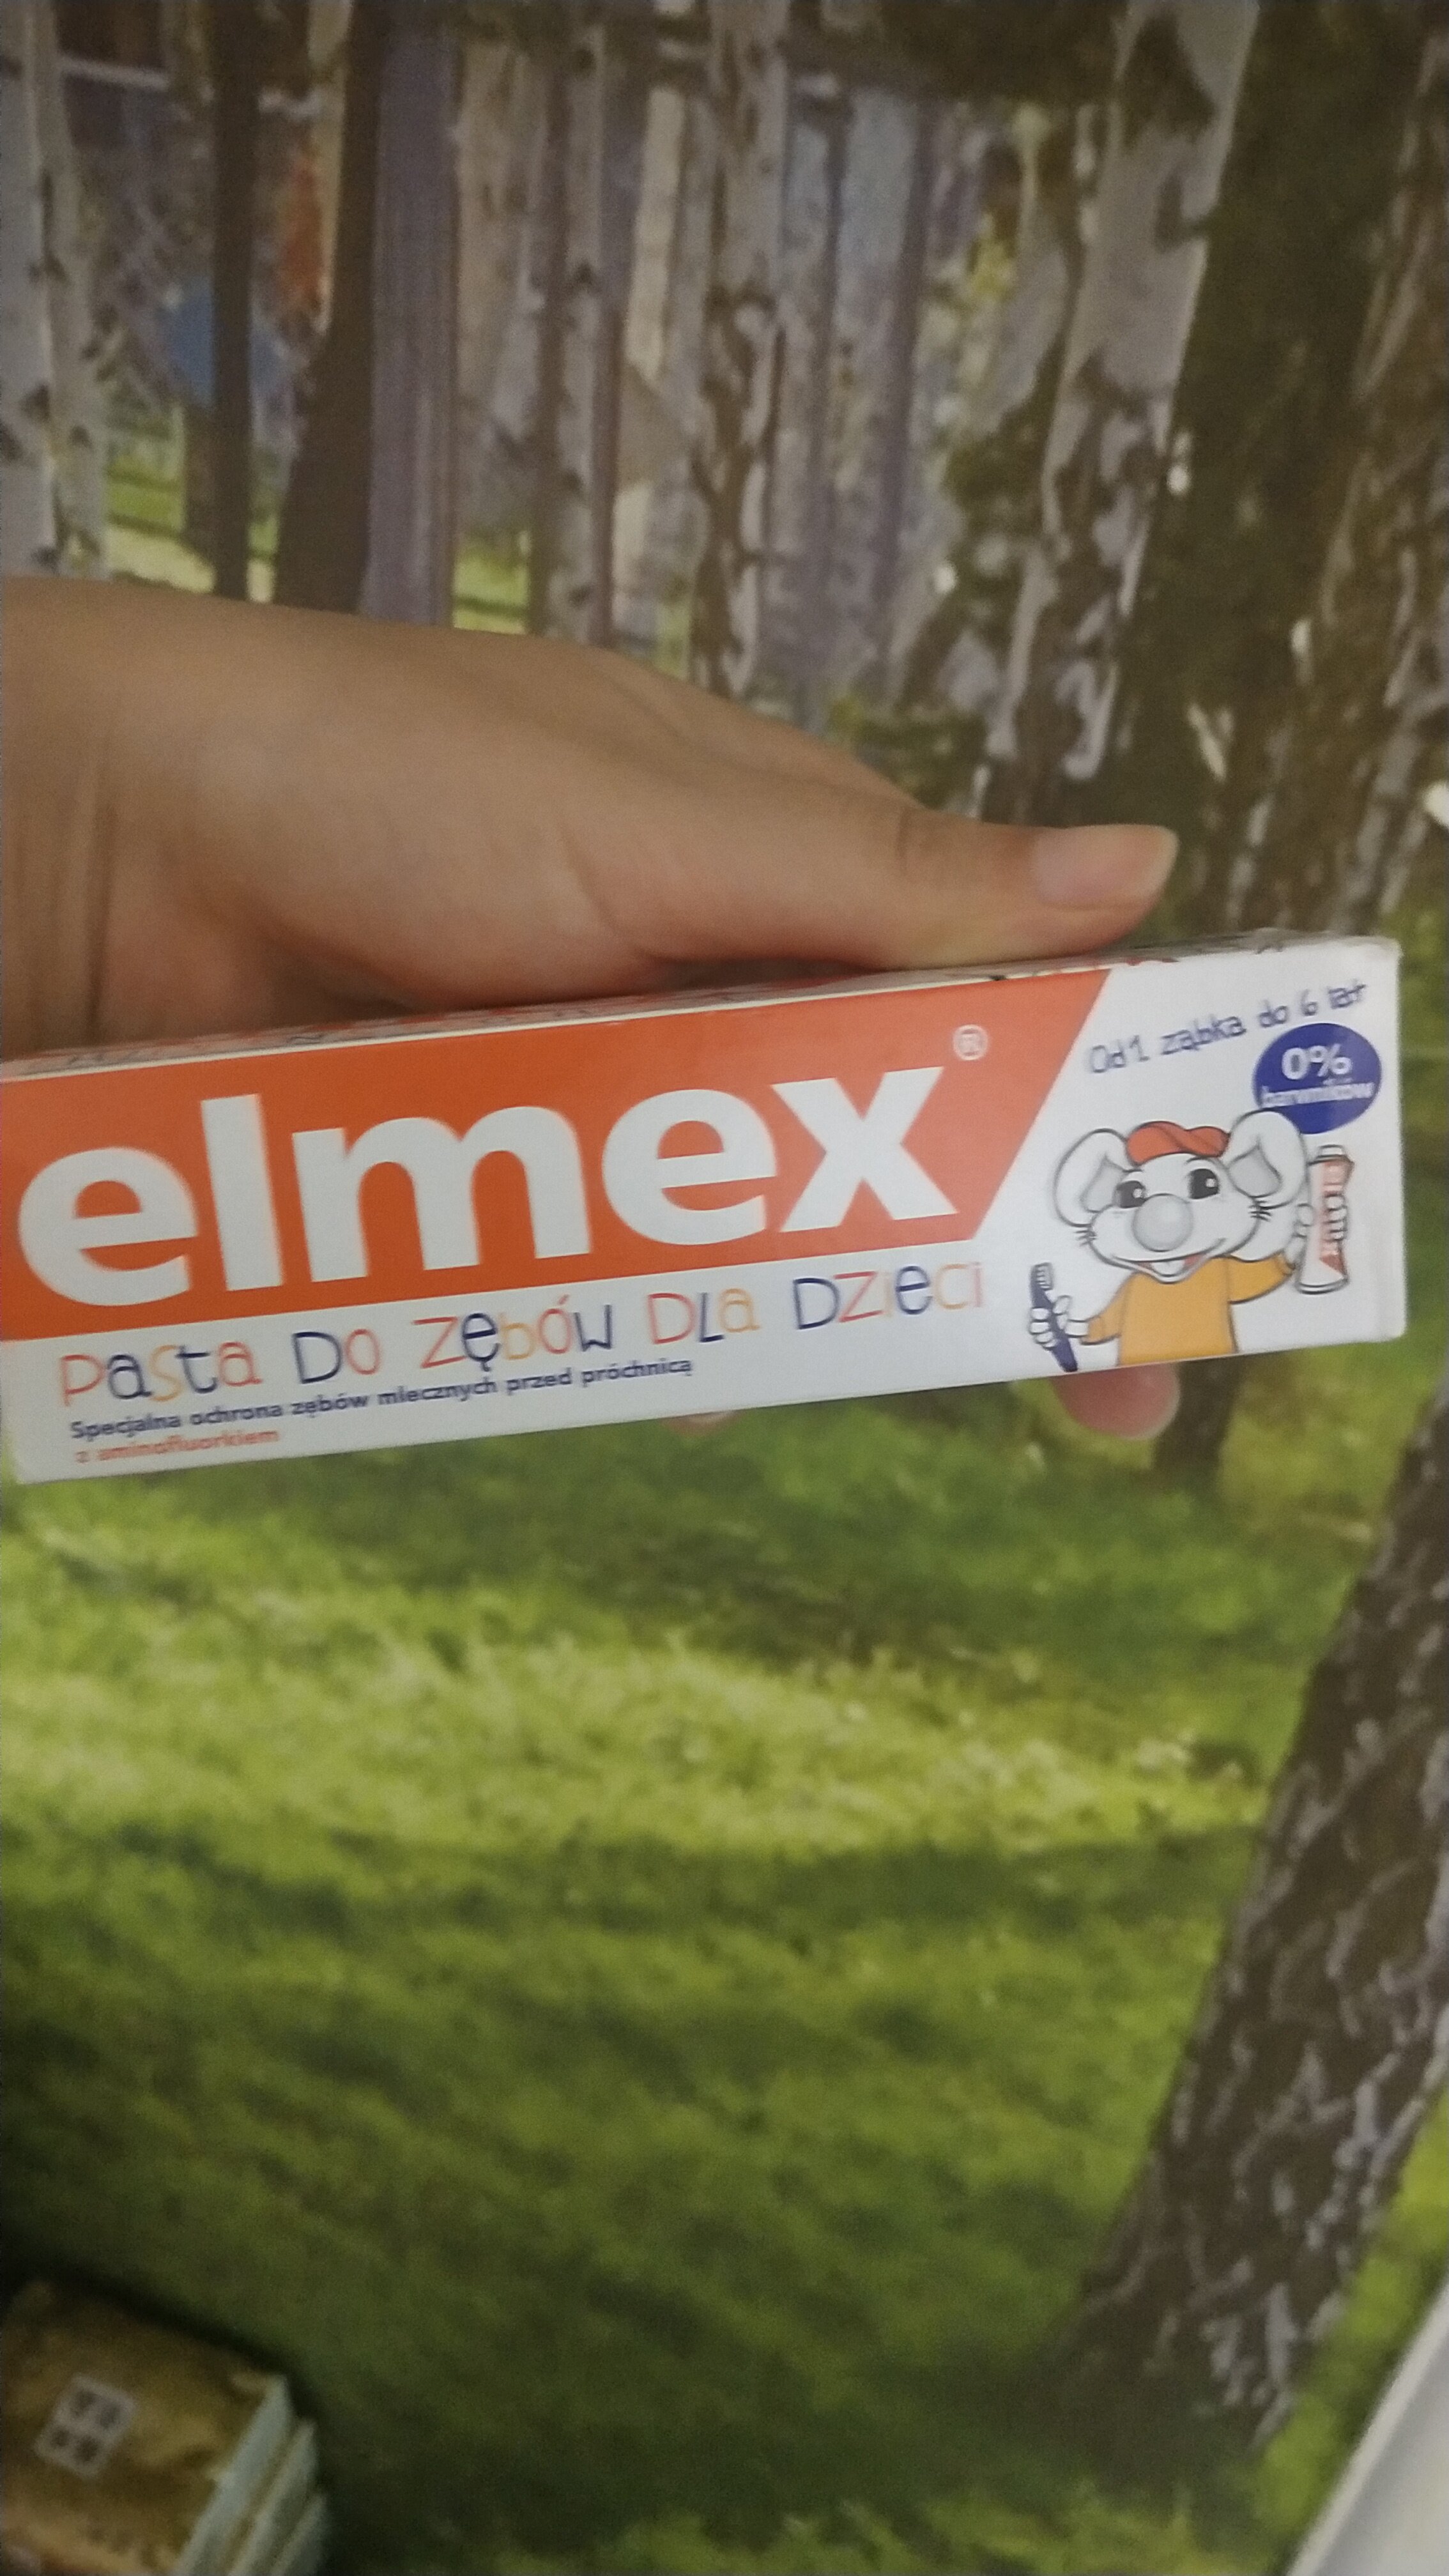 elmex®
Od 1 ząbka do 6 lat
0%
barwników
Pasta Do Zębów Dla Dzieci
Specjalna ochrona zębów mlecznych przed próchnicą
z aminofluorkiem
elmex